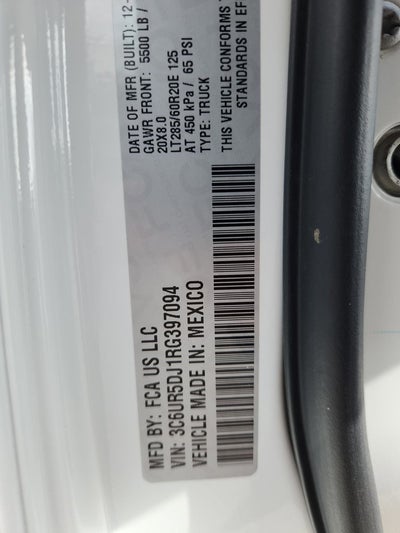 MFD BY: FCA US LLC
DATE OF MFR (BUILT): 12-
GAWR FRONT: 5500 LB /
20X8.0
LT285/60R20E 125
AT 450 kPa / 65 PSI
TYPE: TRUCK
VIN: 3C6UR5DJ1RG397094
VEHICLE MADE IN: MEXICO
THIS VEHICLE CONFORMS
STANDARDS IN EF